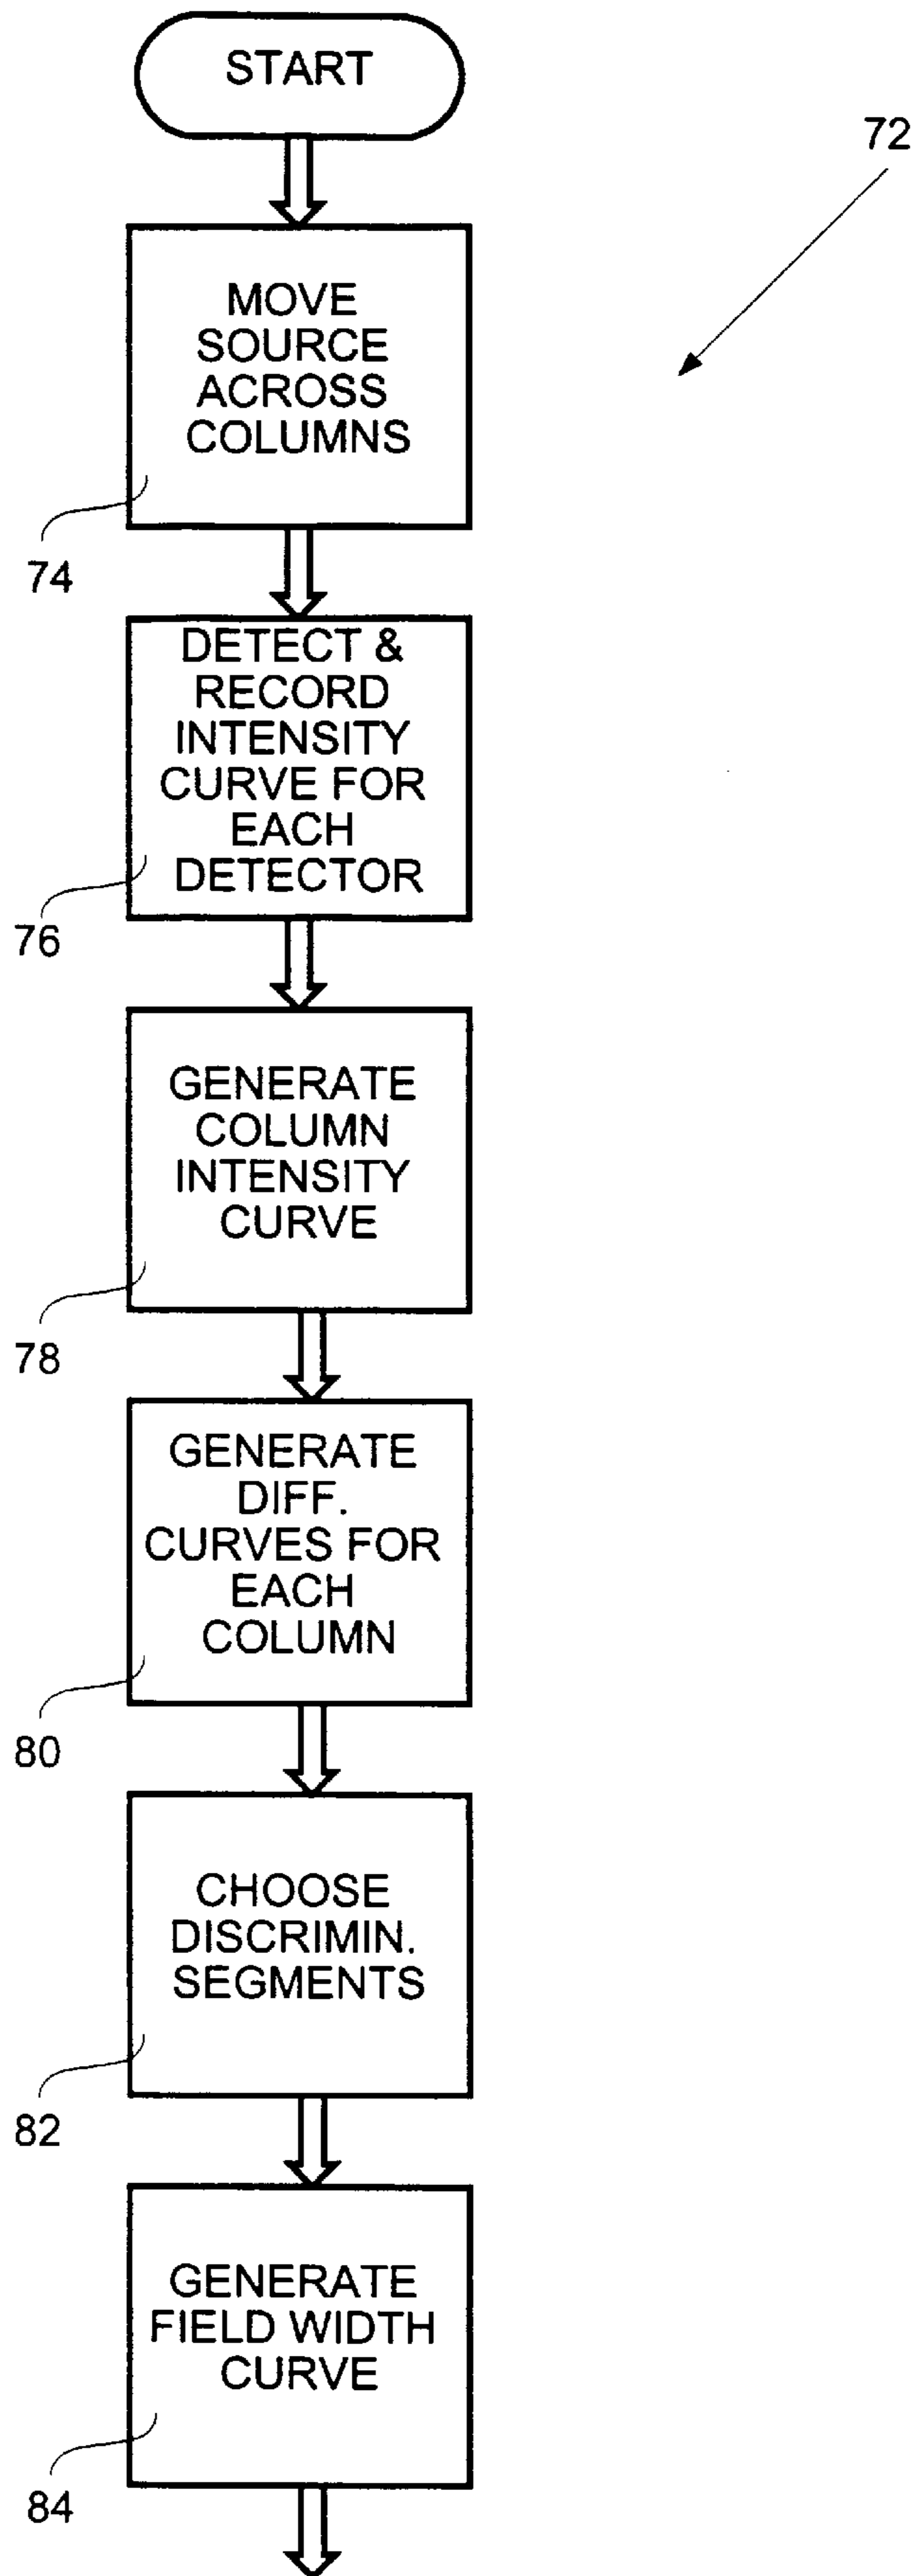 START
72
MOVE
SOURCE
ACROSS
COLUMNS
74
DETECT &
RECORD
INTENSITY
CURVE FOR
EACH
DETECTOR
76
GENERATE
COLUMN
INTENSITY
CURVE
78
GENERATE
DIFF.
CURVES FOR
EACH
COLUMN
80
CHOOSE
DISCRIMIN.
SEGMENTS
82
GENERATE
FIELD WIDTH
CURVE
84